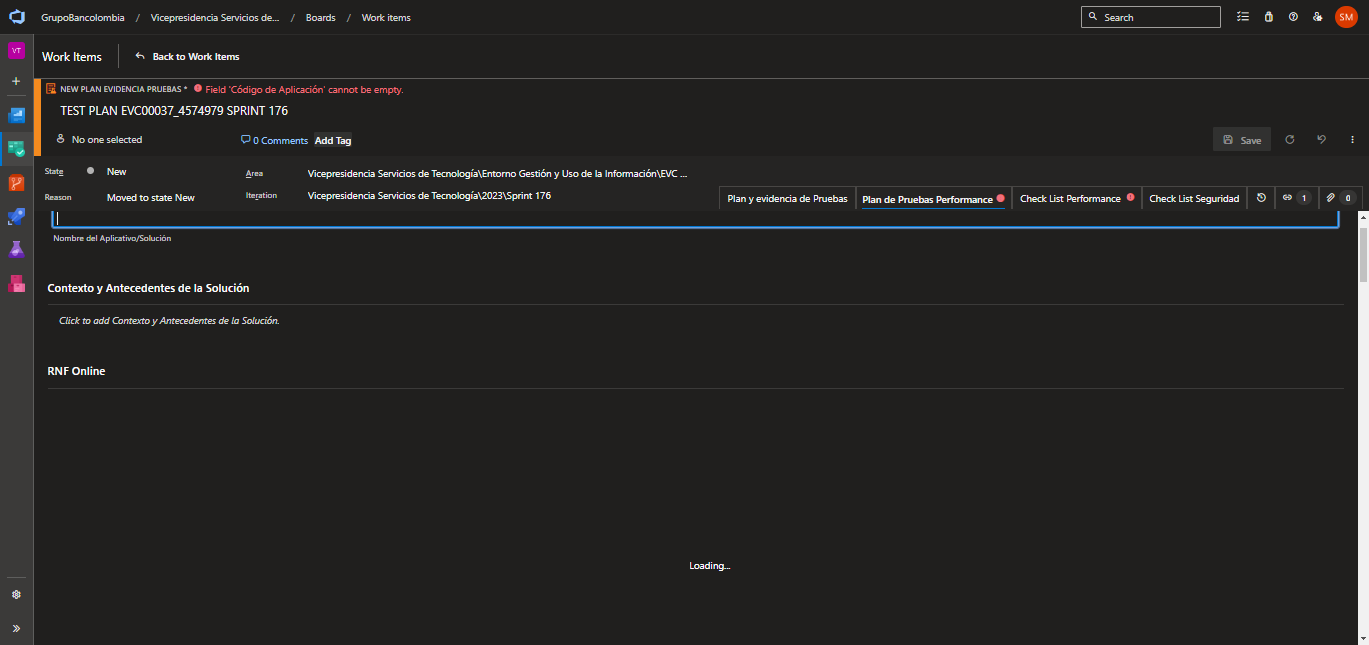 GrupoBancolombia / Vicepresidencia Servicios de... / Boards / Work items
Search
SM
VT
Work Items
Back to Work Items
NEW PLAN EVIDENCIA PRUEBAS * Field 'Código de Aplicación' cannot be empty.
TEST PLAN EVC00037_4574979 SPRINT 176
No one selected
0 Comments
Add Tag
Save
State
New
Area
Vicepresidencia Servicios de Tecnología\Entorno Gestión y Uso de la Información\EVC ...
Reason
Moved to state New
Iteration
Vicepresidencia Servicios de Tecnología\2023\Sprint 176
Plan y evidencia de Pruebas
Plan de Pruebas Performance
Check List Performance
Check List Seguridad
1
0
Nombre del Aplicativo/Solución
Contexto y Antecedentes de la Solución
Click to add Contexto y Antecedentes de la Solución.
RNF Online
Loading...